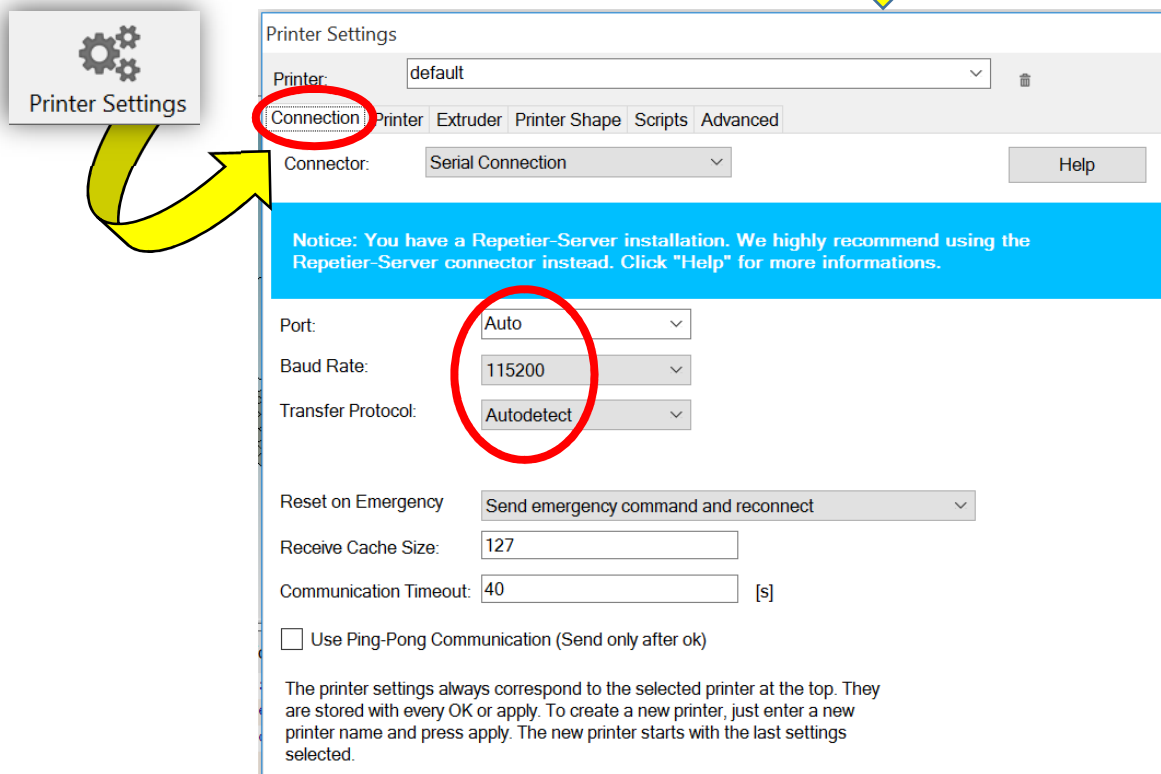 Printer Settings
Printer Settings
Printer: default
Connection Printer Extruder Printer Shape Scripts Advanced
Connector: Serial Connection Help
Notice: You have a Repetier-Server installation. We highly recommend using the
Repetier-Server connector instead. Click "Help" for more informations.
Port: Auto
Baud Rate: 115200
Transfer Protocol: Autodetect
Reset on Emergency Send emergency command and reconnect
Receive Cache Size: 127
Communication Timeout: 40 [s]
Use Ping-Pong Communication (Send only after ok)
The printer settings always correspond to the selected printer at the top. They
are stored with every OK or apply. To create a new printer, just enter a new
printer name and press apply. The new printer starts with the last settings
selected.